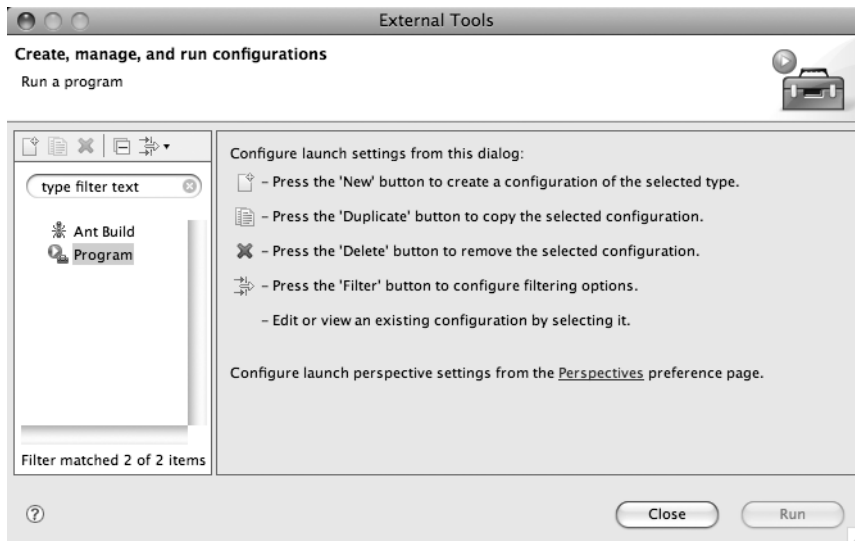 External Tools
Create, manage, and run configurations
Run a program
type filter text
Ant Build
Program
Filter matched 2 of 2 items
Configure launch settings from this dialog:
– Press the 'New' button to create a configuration of the selected type.
– Press the 'Duplicate' button to copy the selected configuration.
– Press the 'Delete' button to remove the selected configuration.
– Press the 'Filter' button to configure filtering options.
– Edit or view an existing configuration by selecting it.
Configure launch perspective settings from the Perspectives preference page.
?
Close
Run